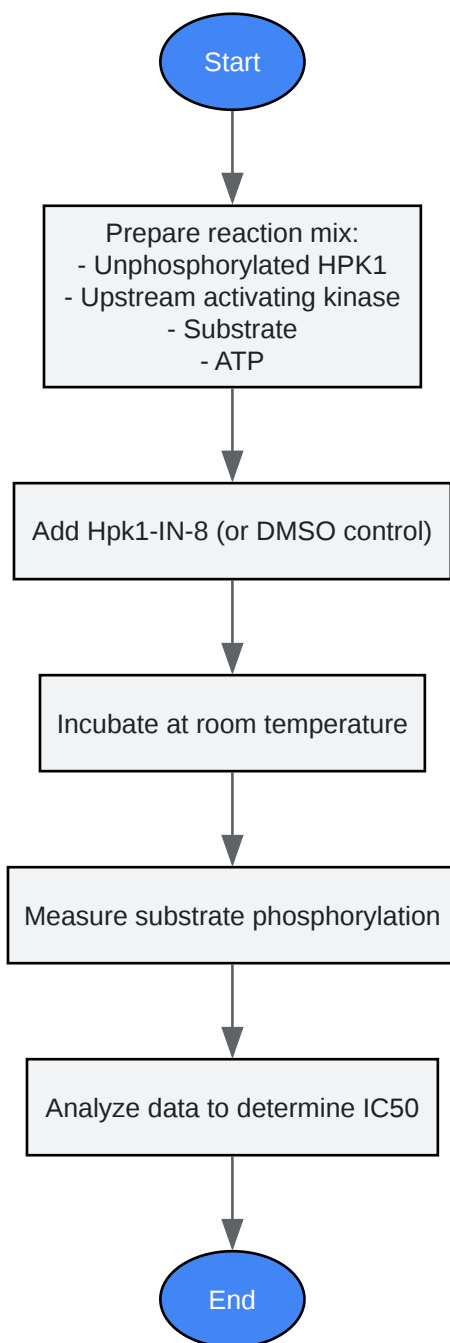 Start
Prepare reaction mix:
- Unphosphorylated HPK1
- Upstream activating kinase
- Substrate
- ATP
Add Hpk1-IN-8 (or DMSO control)
Incubate at room temperature
Measure substrate phosphorylation
Analyze data to determine IC50
End